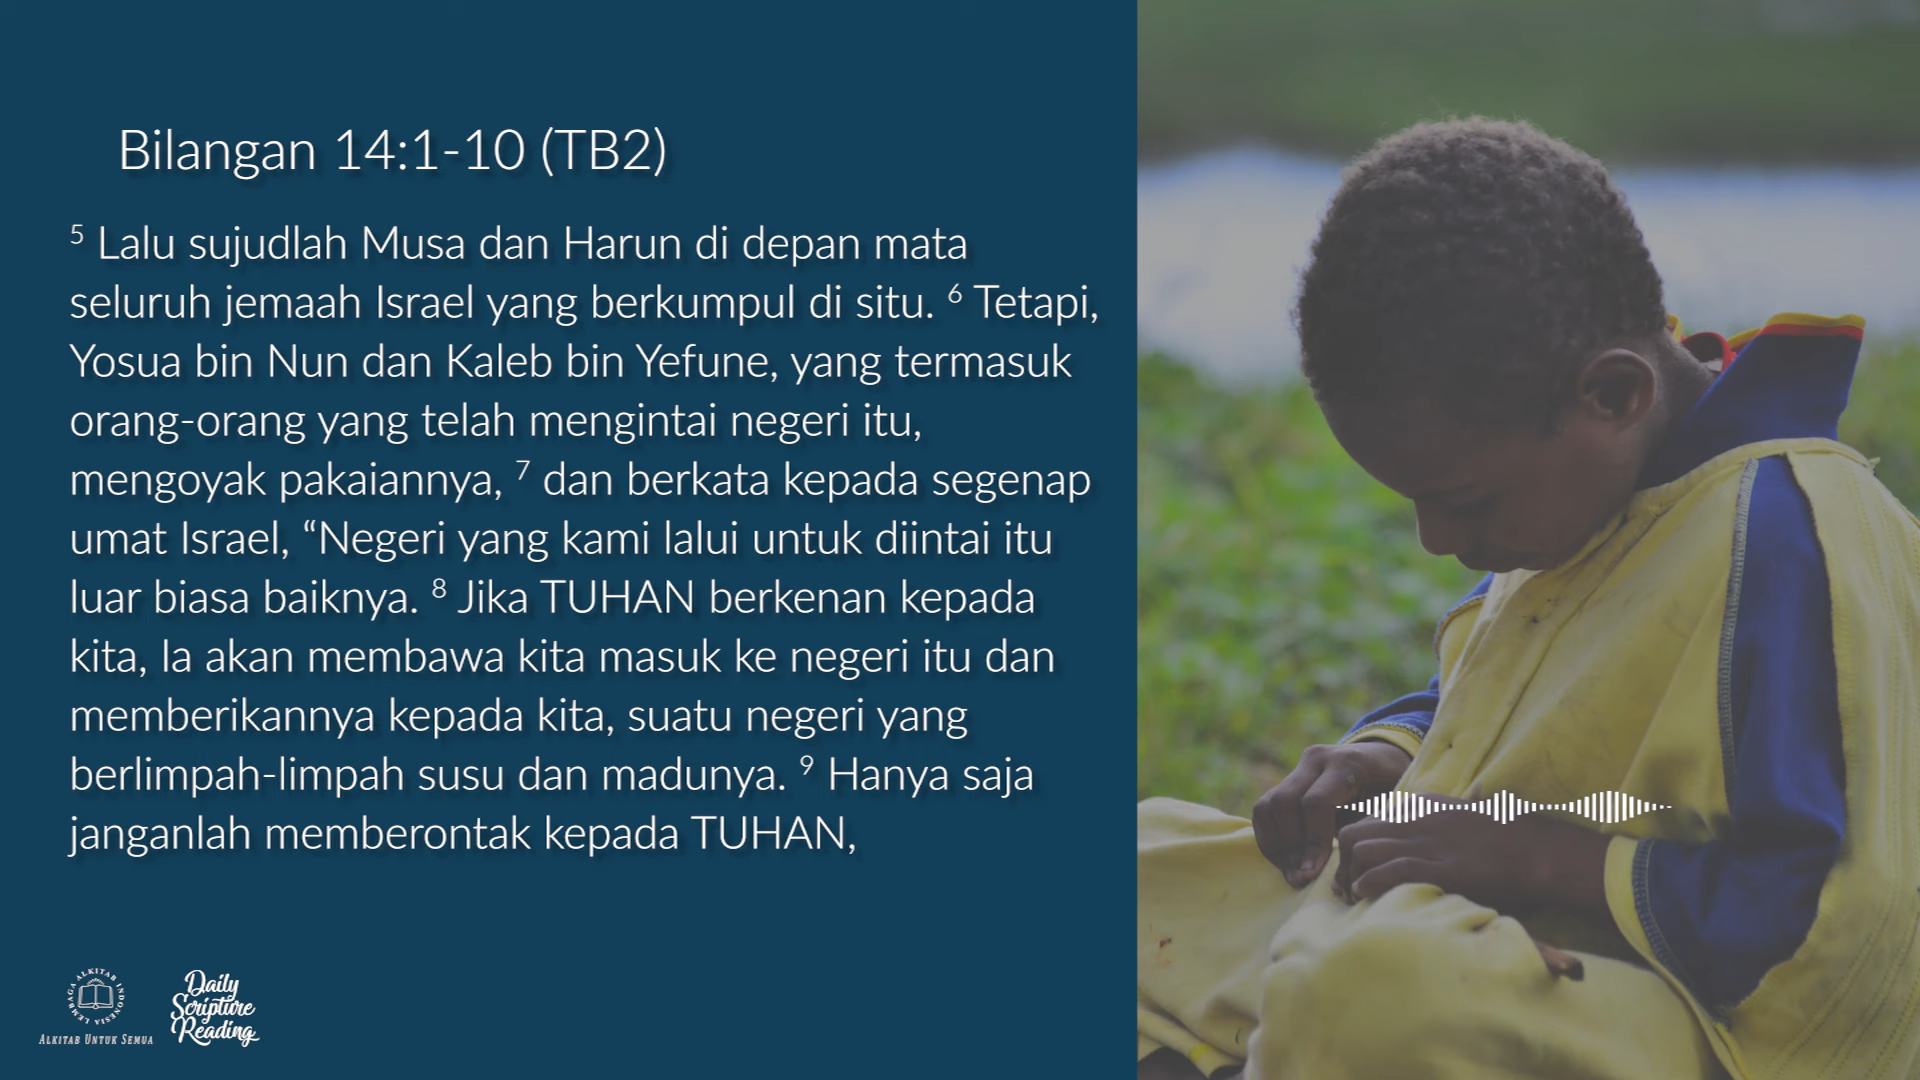 Bilangan 14:1-10 (TB2)
⁵ Lalu sujudlah Musa dan Harun di depan mata
seluruh jemaah Israel yang berkumpul di situ. ⁶ Tetapi,
Yosua bin Nun dan Kaleb bin Yefune, yang termasuk
orang-orang yang telah mengintai negeri itu,
mengoyak pakaiannya, ⁷ dan berkata kepada segenap
umat Israel, “Negeri yang kami lalui untuk diintai itu
luar biasa baiknya. ⁸ Jika TUHAN berkenan kepada
kita, Ia akan membawa kita masuk ke negeri itu dan
memberikannya kepada kita, suatu negeri yang
berlimpah-limpah susu dan madunya. ⁹ Hanya saja
janganlah memberontak kepada TUHAN,
LEMBAGA ALKITAB INDONESIA
ALKITAB UNTUK SEMUA
Daily
Scripture
Reading